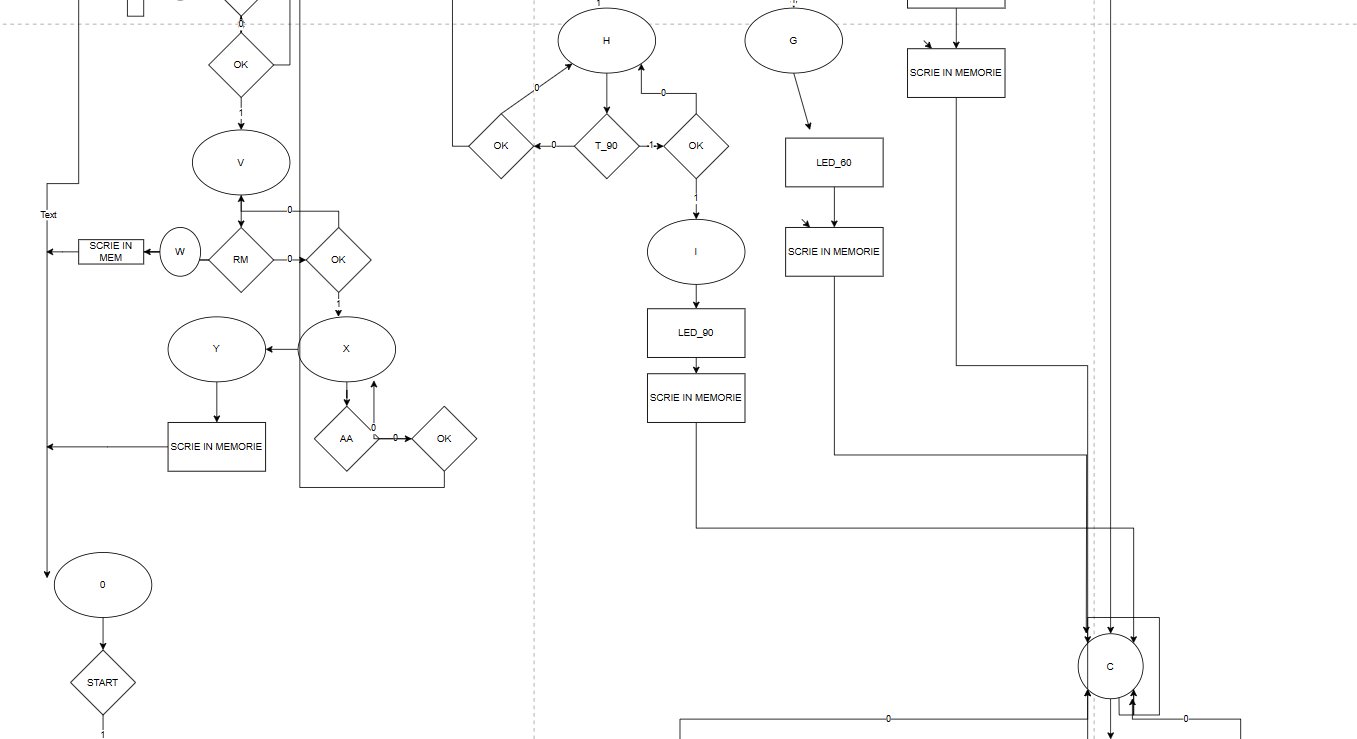 1
0
H
G
OK
SCRIE IN MEMORIE
0
0
1
OK
0
T_90
1
OK
V
LED_60
1
Text
0
SCRIE IN
MEM
W
RM
0
OK
I
SCRIE IN MEMORIE
1
LED_90
Y
X
SCRIE IN MEMORIE
0
SCRIE IN MEMORIE
AA
0
OK
0
C
START
0
0
1